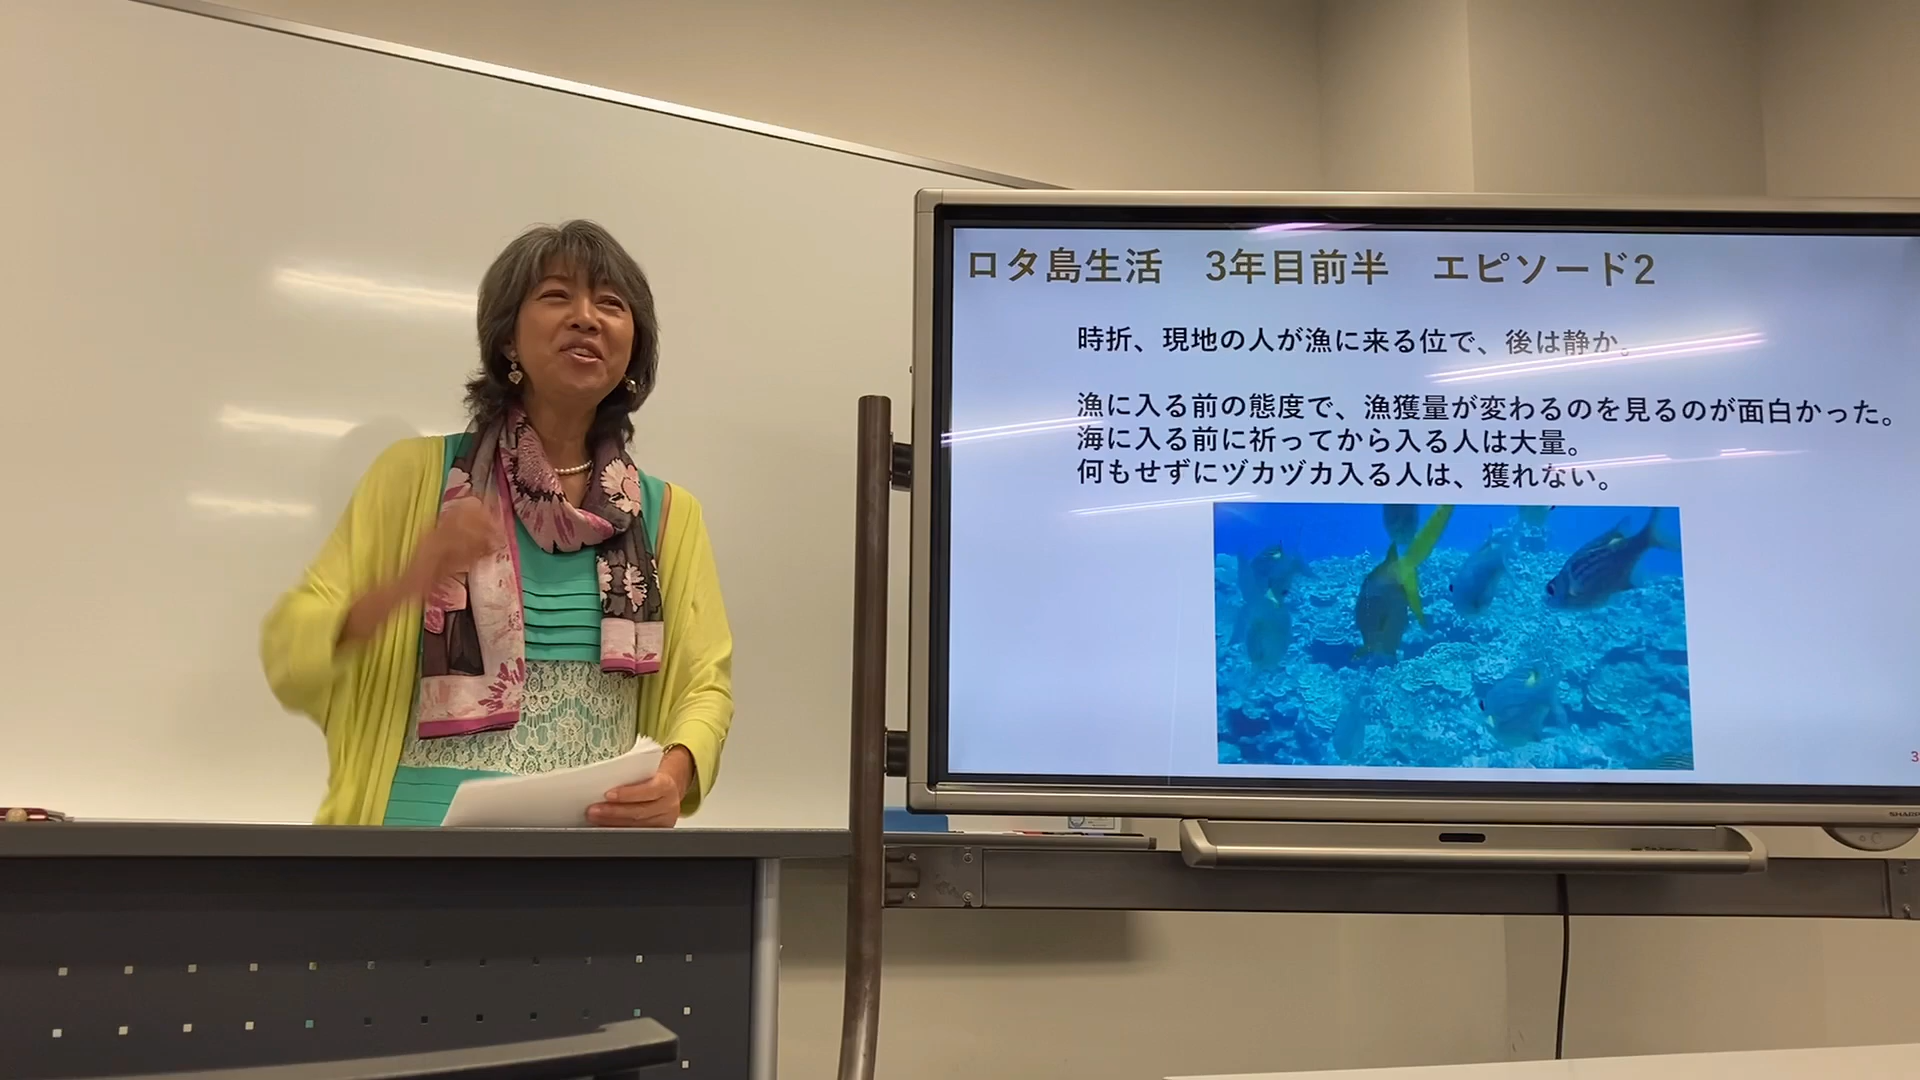 ロタ島生活　3年目前半　エピソード2
時折、現地の人が漁に来る位で、後は静か。
漁に入る前の態度で、漁獲量が変わるのを見るのが面白かった。
海に入る前に祈ってから入る人は大量。
何もせずにヅカヅカ入る人は、獲れない。
3
SHARP